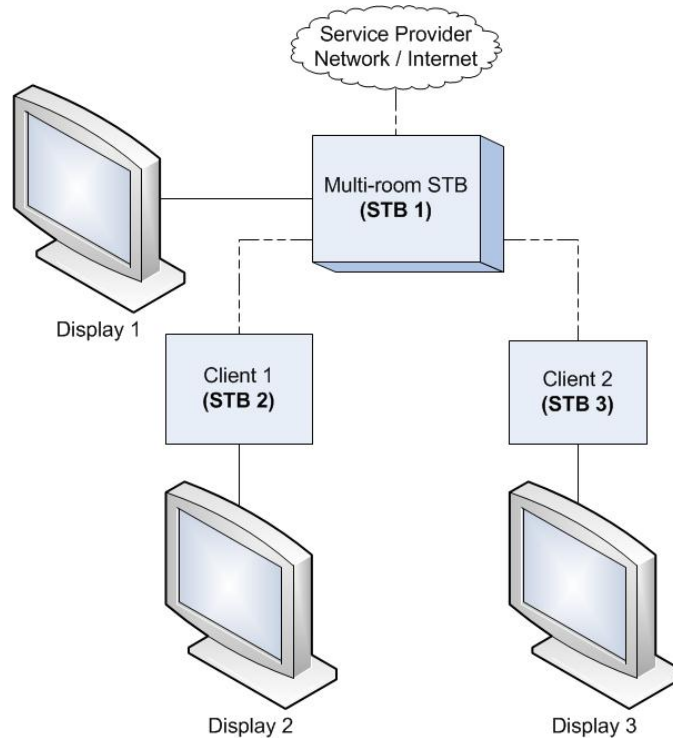 Service Provider
Network / Internet
Multi-room STB
(STB 1)
Display 1
Client 1
(STB 2)
Client 2
(STB 3)
Display 2
Display 3